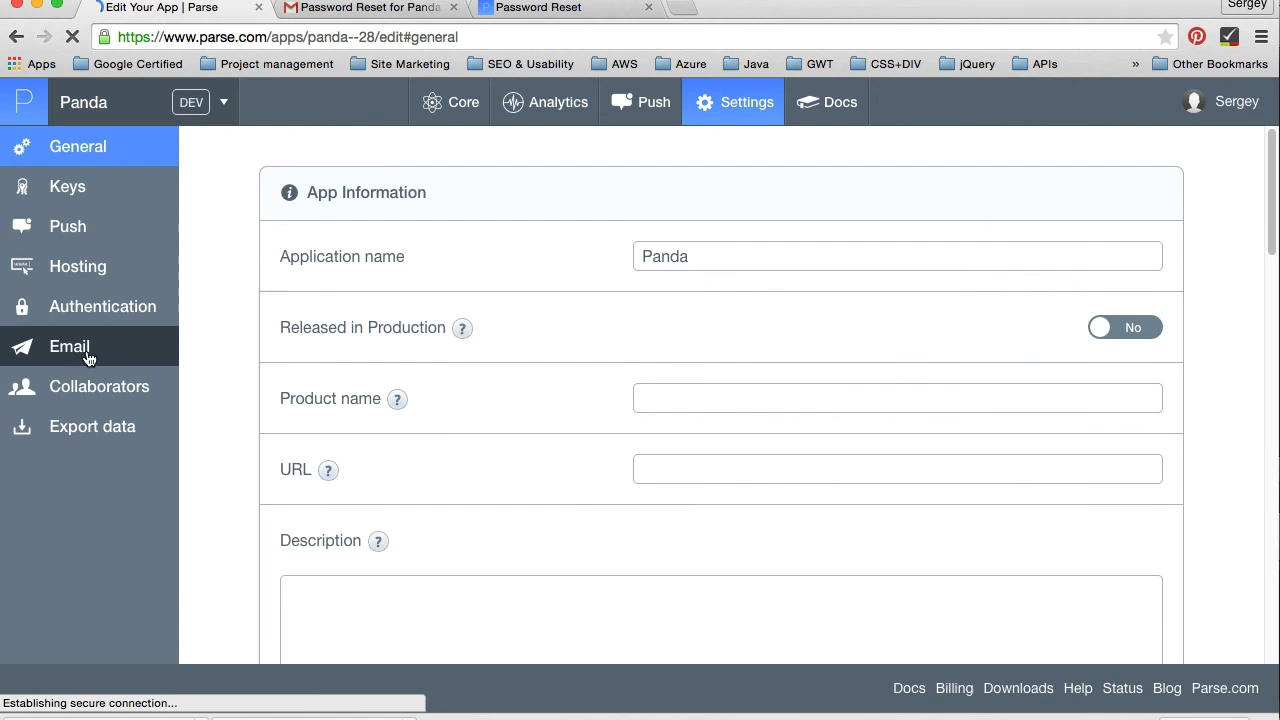 Edit Your App | Parse
Password Reset for Panda
Password Reset
Sergey
https://www.parse.com/apps/panda--28/edit#general
Apps Google Certified Project management Site Marketing SEO & Usability AWS Azure Java GWT CSS+DIV jQuery APIs » Other Bookmarks
P Panda DEV Core Analytics Push Settings Docs Sergey
General
Keys
Push
Hosting
Authentication
Email
Collaborators
Export data
App Information
Application name Panda
Released in Production ? No
Product name ?
URL ?
Description ?
Docs Billing Downloads Help Status Blog Parse.com
Establishing secure connection...